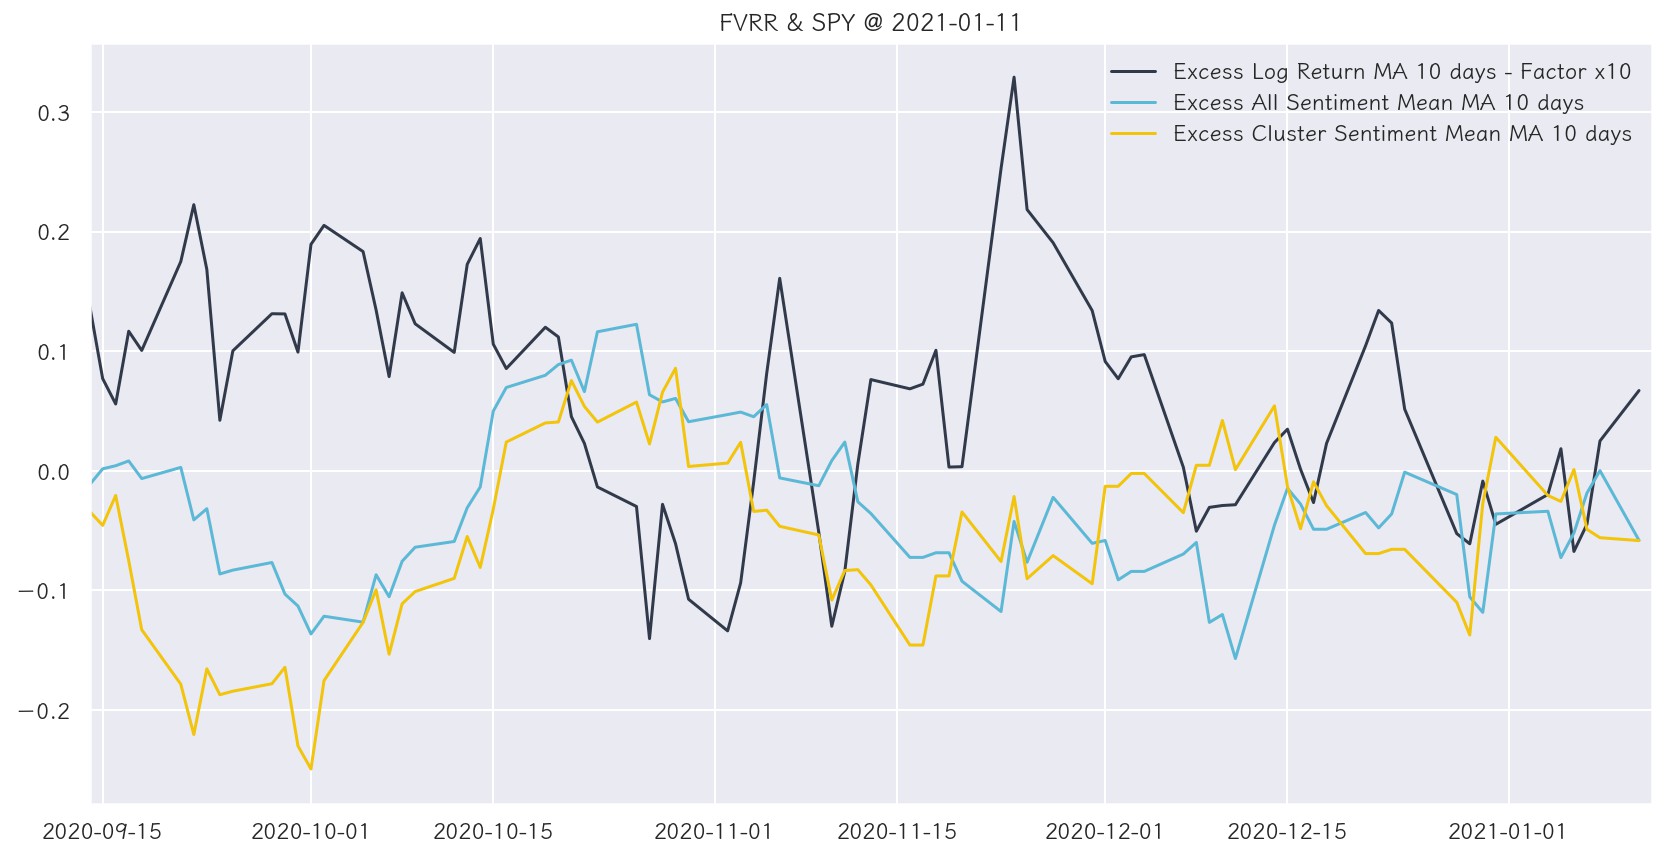 FVRR & SPY @ 2021-01-11
Excess Log Return MA 10 days - Factor x10
Excess All Sentiment Mean MA 10 days
Excess Cluster Sentiment Mean MA 10 days
0.3
0.2
0.1
0.0
−0.1
−0.2
2020-09-15 2020-10-01 2020-10-15 2020-11-01 2020-11-15 2020-12-01 2020-12-15 2021-01-01